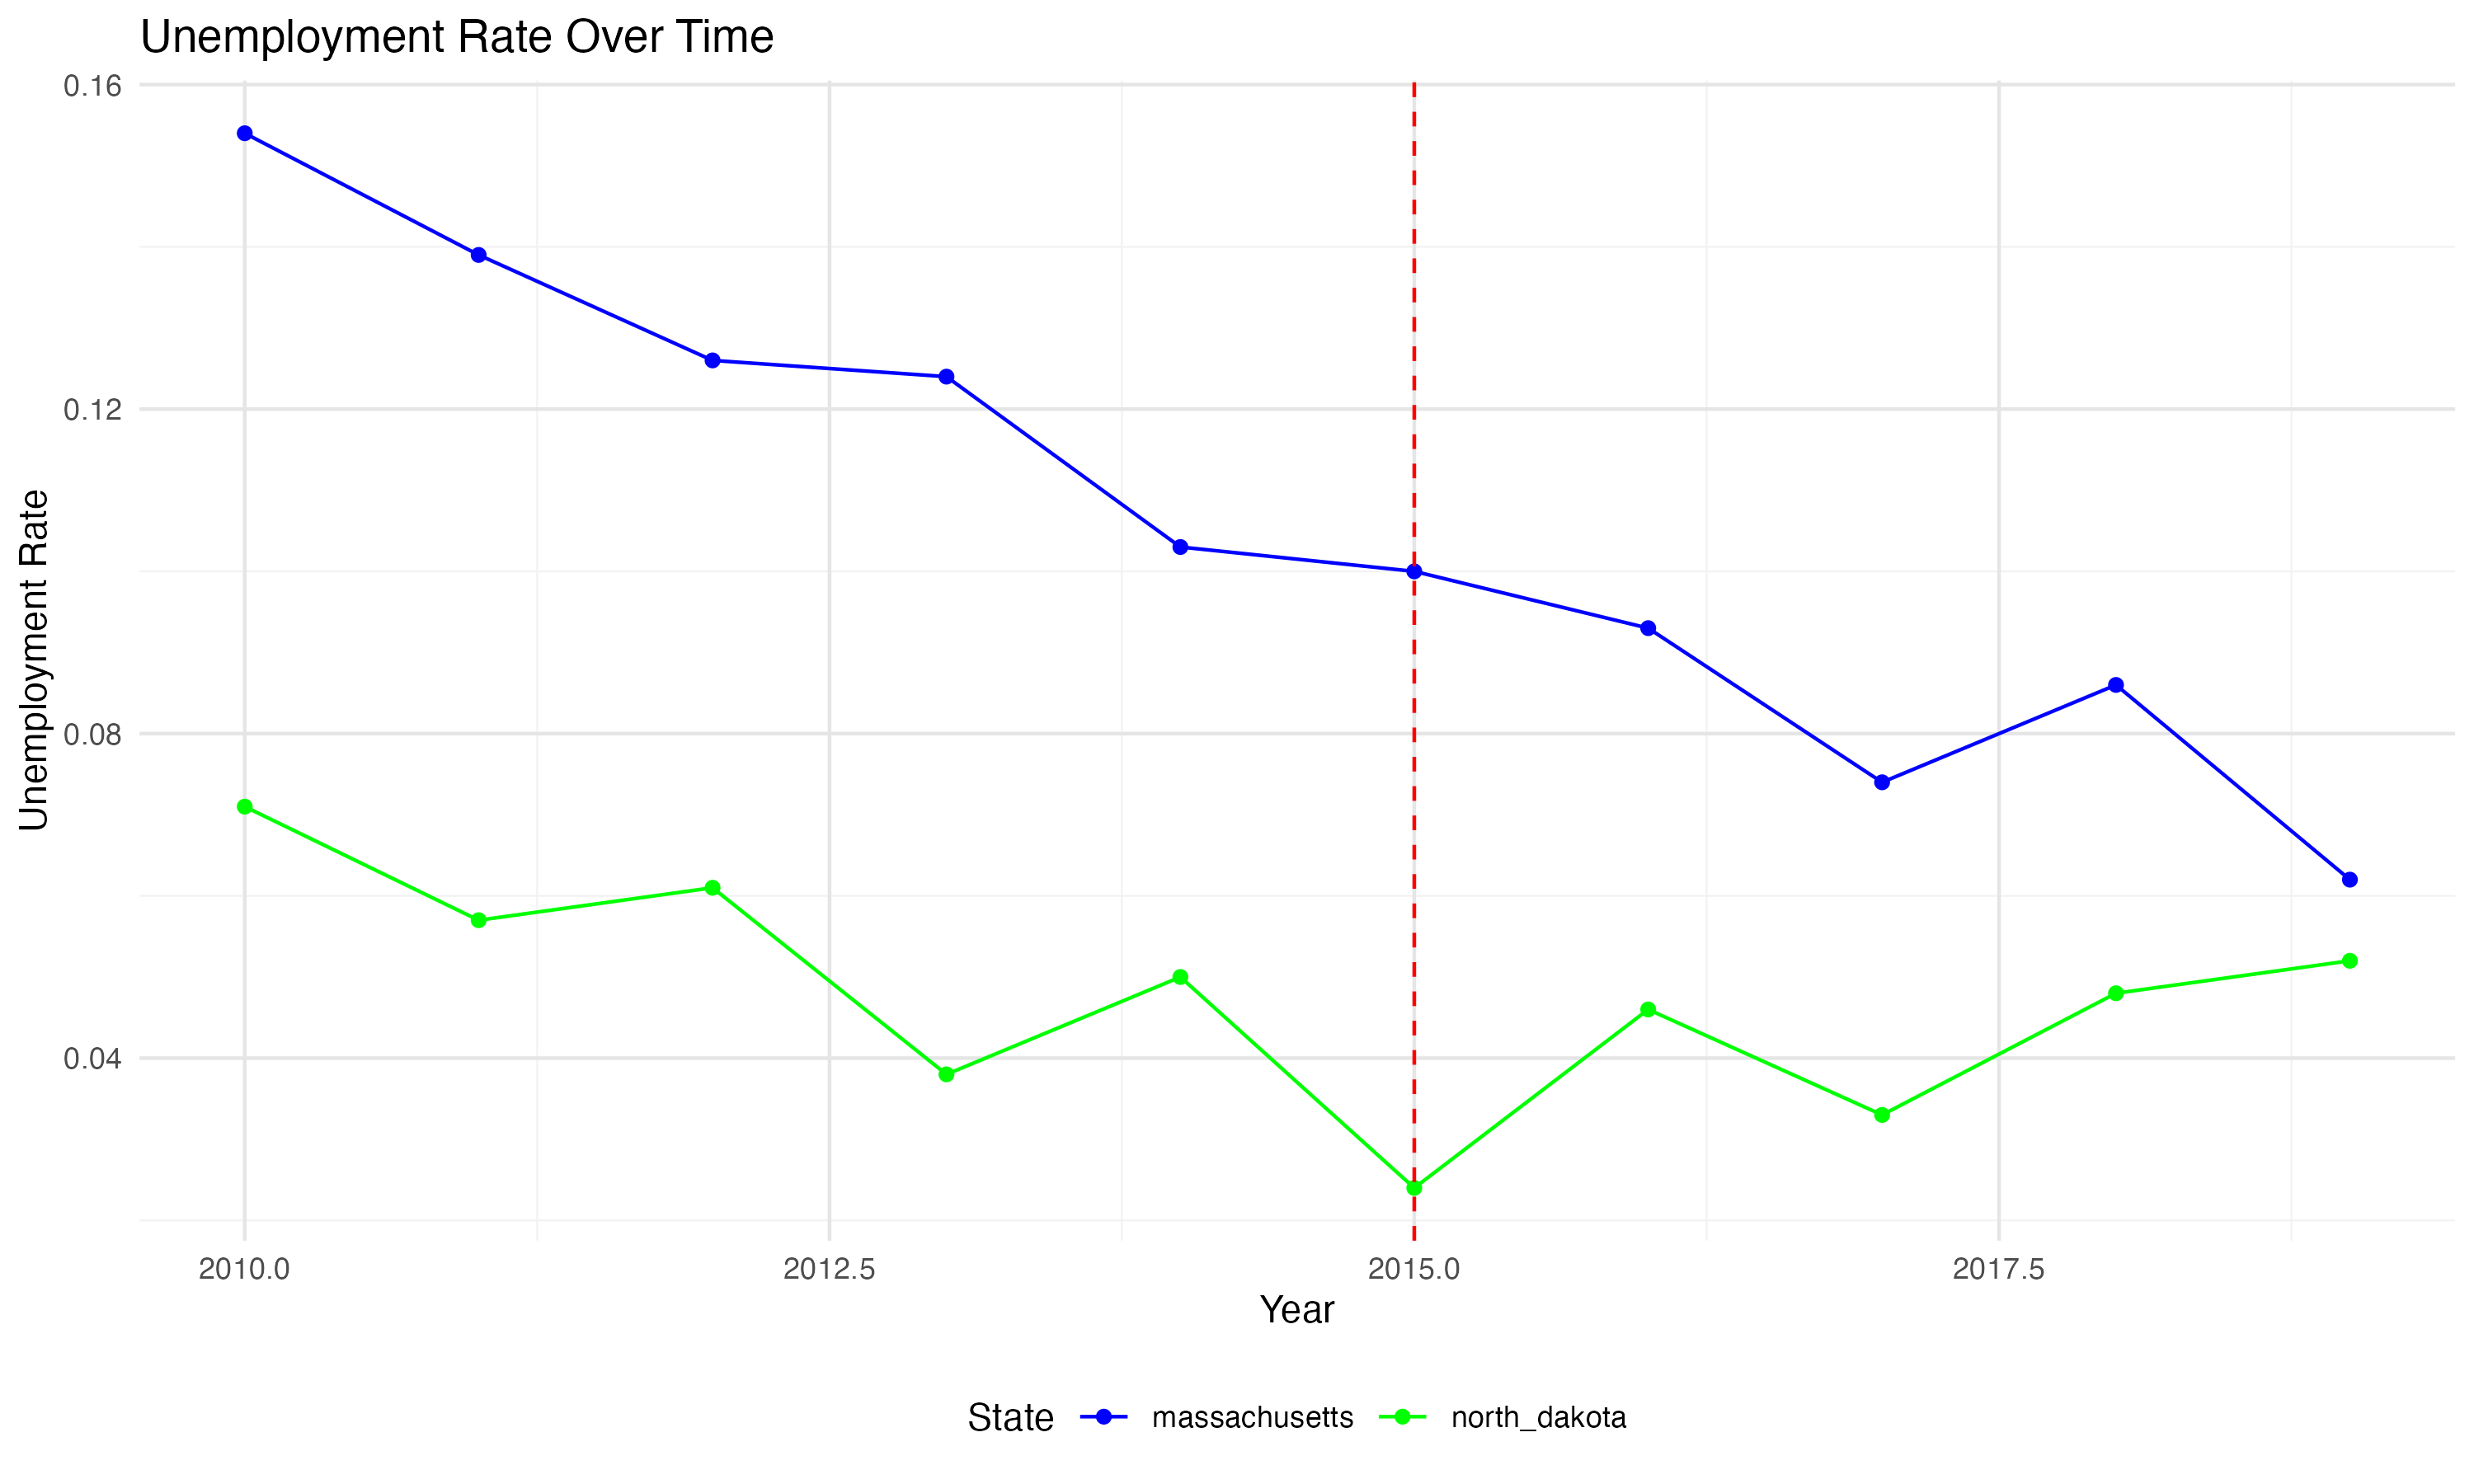 Unemployment Rate Over Time
0.16
0.12
0.08
0.04
Unemployment Rate
2010.0 2012.5 2015.0 2017.5
Year
State massachusetts north_dakota